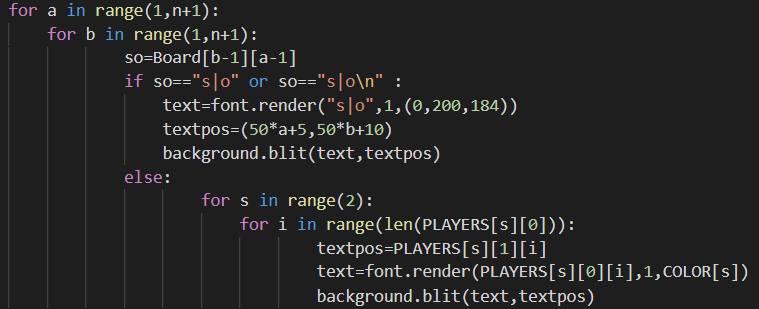 for a in range(1,n+1):
    for b in range(1,n+1):
            so=Board[b-1][a-1]
            if so=="s|o" or so=="s|o\n" :
                text=font.render("s|o",1,(0,200,184))
                textpos=(50*a+5,50*b+10)
                background.blit(text,textpos)
            else:
                    for s in range(2):
                        for i in range(len(PLAYERS[s][0])):
                                textpos=PLAYERS[s][1][i]
                                text=font.render(PLAYERS[s][0][i],1,COLOR[s])
                                background.blit(text,textpos)